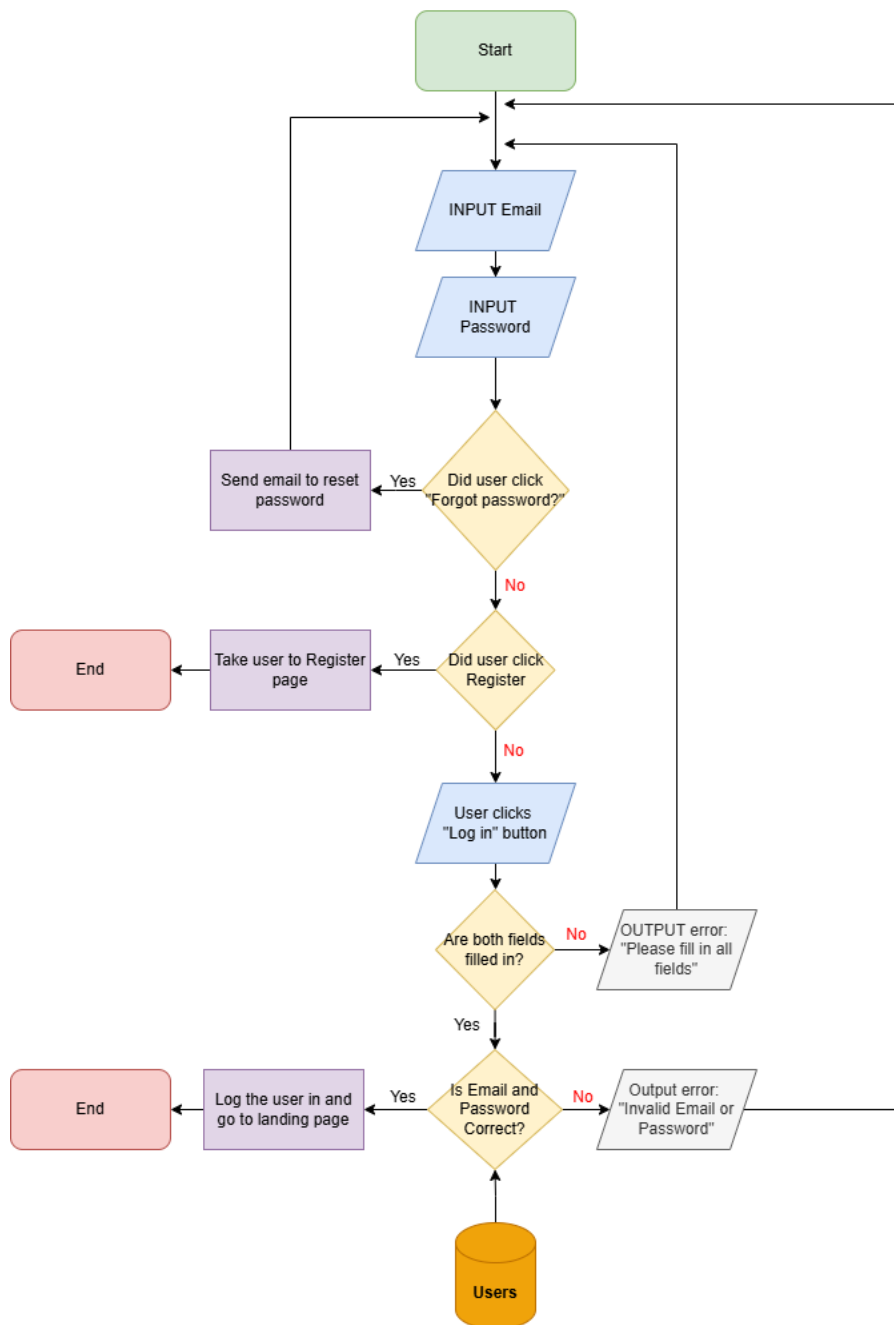 Start
INPUT Email
INPUT
Password
Did user click
"Forgot password?"
Yes
Send email to reset
password
No
Did user click
Register
Yes
Take user to Register
page
End
No
User clicks
"Log in" button
Are both fields
filled in?
No
OUTPUT error:
"Please fill in all
fields"
Yes
Is Email and
Password
Correct?
Yes
Log the user in and
go to landing page
End
No
Output error:
"Invalid Email or
Password"
Users